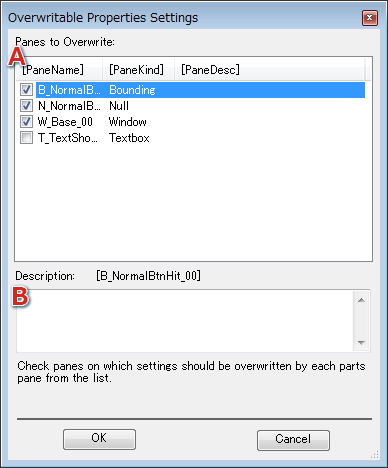 Overwritable Properties Settings
Panes to Overwrite:
A
[PaneName] [PaneKind] [PaneDesc]
B_NormalB... Bounding
N_NormalB... Null
W_Base_00 Window
T_TextSho... Textbox
Description: [B_NormalBtnHit_00]
B
Check panes on which settings should be overwritten by each parts
pane from the list.
OK Cancel